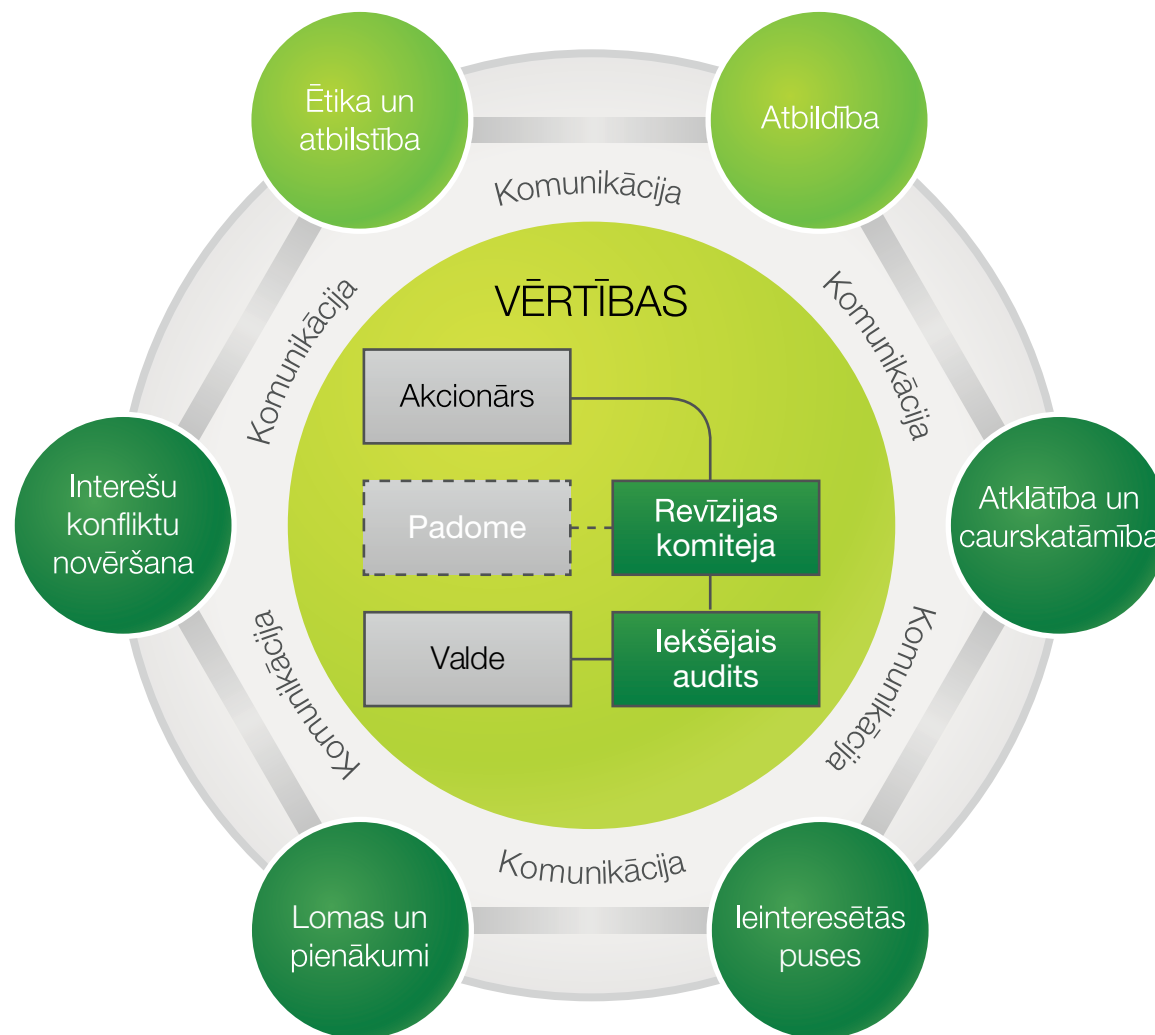 Ētika un
atbilstība
Atbildība
Komunikācija
Komunikācija
Komunikācija
VĒRTĪBAS
Akcionārs
Interešu
konfliktu
novēršana
Padome
Revīzijas
komiteja
Atklātība un
caurskatāmība
Valde
Iekšējais
audits
Komunikācija
Komunikācija
Komunikācija
Lomas un
pienākumi
Ieinteresētās
puses